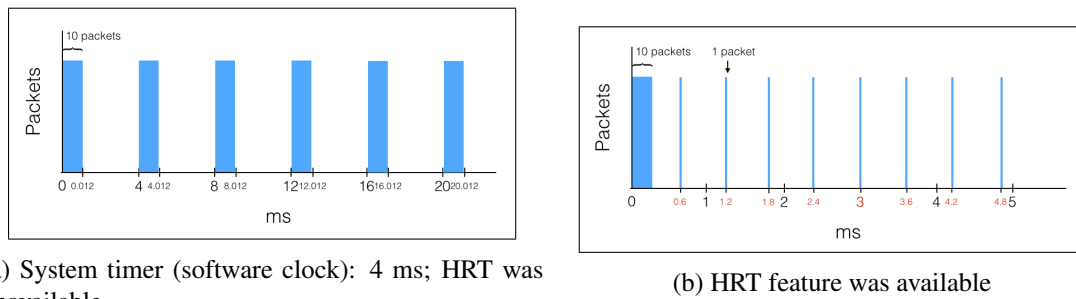 10 packets
Packets
0 0.012 4 4.012 8 8.012 12 12.012 16 16.012 20 20.012
ms
) System timer (software clock): 4 ms; HRT was
10 packets 1 packet
Packets
0 0.6 1 1.2 1.8 2 2.4 3 3.6 4 4.2 4.8 5
ms
(b) HRT feature was available